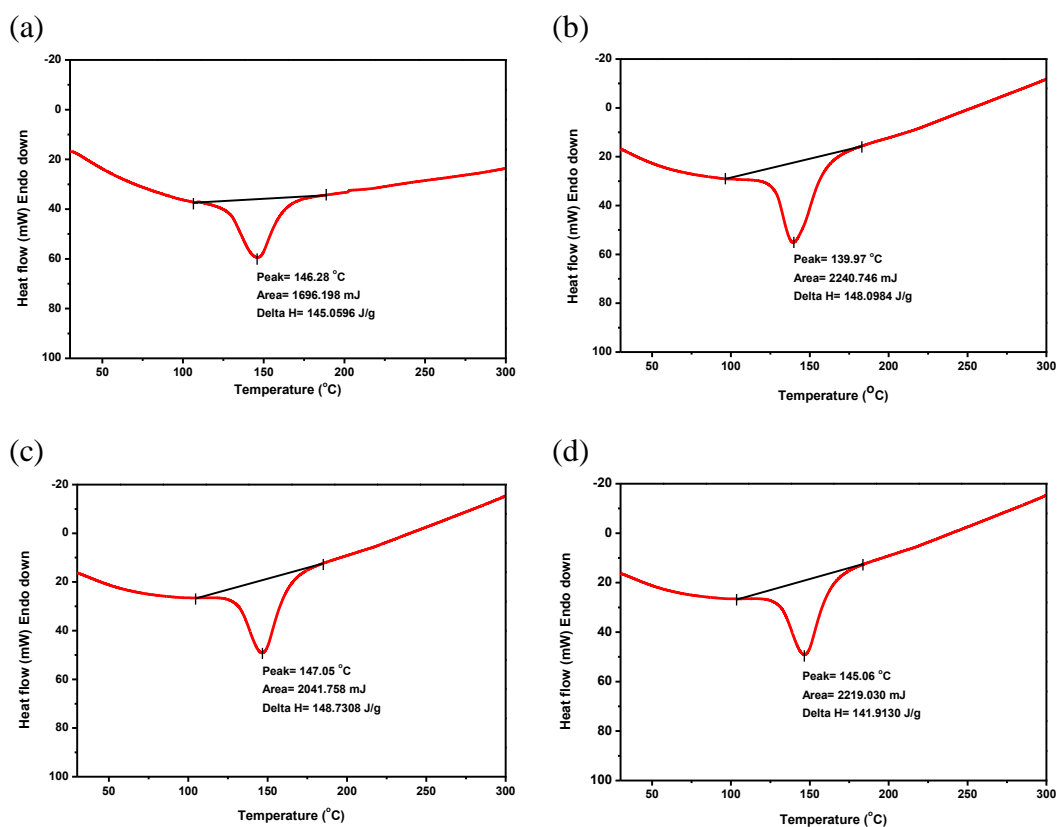 (a)
-20
0
20
40
60
80
100
Heat flow (mW) Endo down
50 100 150 200 250 300
Temperature (°C)
Peak= 146.28 °C
Area= 1696.198 mJ
Delta H= 145.0596 J/g
(b)
-20
0
20
40
60
80
100
Heat flow (mW) Endo down
50 100 150 200 250 300
Temperature (°C)
Peak= 139.97 °C
Area= 2240.746 mJ
Delta H= 148.0984 J/g
(c)
-20
0
20
40
60
80
100
Heat flow (mW) Endo down
50 100 150 200 250 300
Temperature (°C)
Peak= 147.05 °C
Area= 2041.758 mJ
Delta H= 148.7308 J/g
(d)
-20
0
20
40
60
80
100
Heat flow (mW) Endo down
50 100 150 200 250 300
Temperature (°C)
Peak= 145.06 °C
Area= 2219.030 mJ
Delta H= 141.9130 J/g